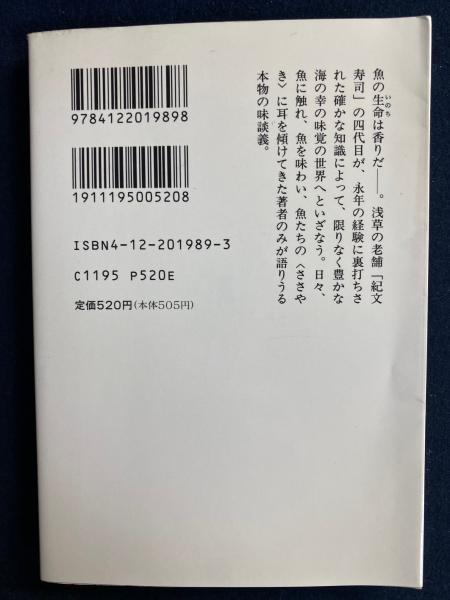 魚の生命は香りだ――。浅草の老舗「紀文
いのち
寿司」の四代目が、永年の経験に裏打ちさ
れた確かな知識によって、限りなく豊かな
海の幸の味覚の世界へといざなう。日々、
魚に触れ、魚を味わい、魚たちの〈ささや
き〉に耳を傾けてきた著者のみが語りうる
本物の味談義。
9784122019898
1911195005208
ISBN4-12-201989-3
C1195 P520E
定価520円(本体505円)